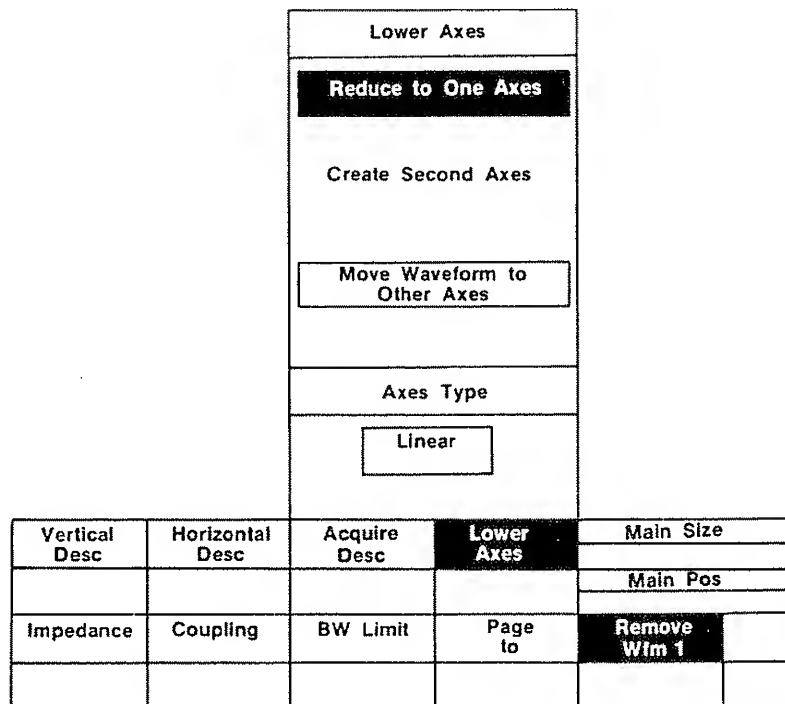 Lower Axes
Reduce to One Axes
Create Second Axes
Move Waveform to
Other Axes
Axes Type
Linear
Vertical
Desc
Horizontal
Desc
Acquire
Desc
Lower
Axes
Main Size
Main Pos
Impedance
Coupling
BW Limit
Page
to
Remove
Wfm 1